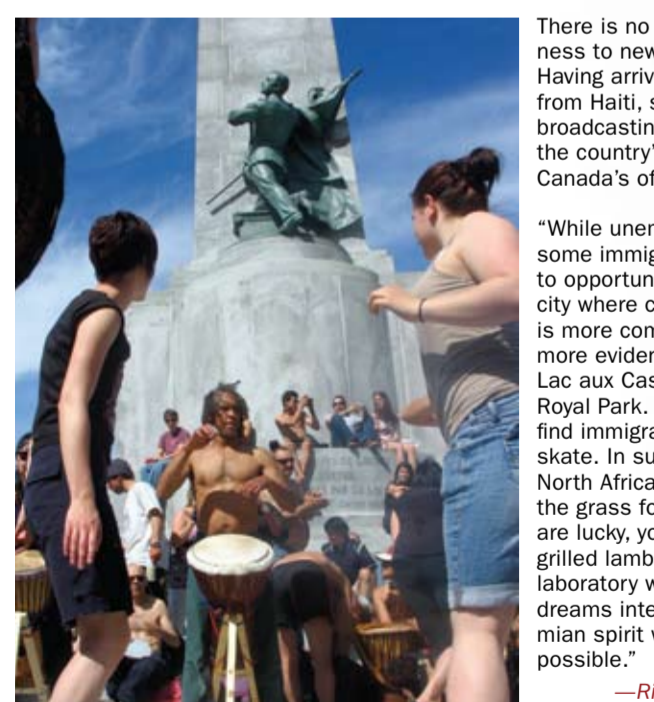 There is no
ness to new
Having arriv
from Haiti, s
broadcastin
the country'
Canada's of
"While uner
some immig
to opportun
city where c
is more com
more eviden
Lac aux Cas
Royal Park.
find immigra
skate. In su
North Africa
the grass fo
are lucky, yo
grilled lamb
laboratory w
dreams inte
mian spirit w
possible."
—Ri